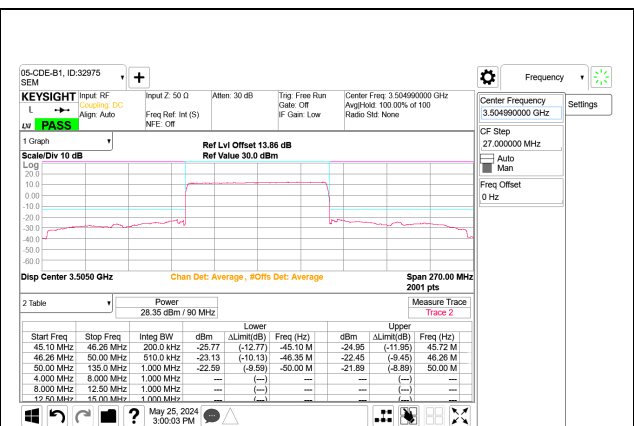 05-CDE-B1, ID:32975
SEM
Frequency
KEYSIGHT Input: RF Input Z: 50 Ω Atten: 30 dB Trig: Free Run Center Freq: 3.504990000 GHz
L Coupling: DC Gate: Off Avg|Hold: 100.00% of 100
Align: Auto Freq Ref: Int (S) IF Gain: Low Radio Std: None
LXI PASS NFE: Off
Center Frequency
3.504990000 GHz
Settings
CF Step
27.000000 MHz
Auto
Man
Freq Offset
0 Hz
1 Graph
Ref Lvl Offset 13.86 dB
Scale/Div 10 dB Ref Value 30.0 dBm
Log
20.0
10.0
0.00
-10.0
-20.0
-30.0
-40.0
-50.0
-60.0
Disp Center 3.5050 GHz Chan Det: Average , #Offs Det: Average Span 270.00 MHz
2001 pts
2 Table Power Measure Trace
28.35 dBm / 90 MHz Trace 2
Lower Upper
Start Freq Stop Freq Integ BW dBm ΔLimit(dB) Freq (Hz) dBm ΔLimit(dB) Freq (Hz)
45.10 MHz 46.26 MHz 200.0 kHz -25.77 (-12.77) -45.10 M -24.95 (-11.95) 45.72 M
46.26 MHz 50.00 MHz 510.0 kHz -23.13 (-10.13) -46.35 M -22.45 (-9.45) 46.26 M
50.00 MHz 135.0 MHz 1.000 MHz -22.59 (-9.59) -50.00 M -21.89 (-8.89) 50.00 M
4.000 MHz 8.000 MHz 1.000 MHz --- (---) --- --- (---) ---
8.000 MHz 12.50 MHz 1.000 MHz --- (---) --- --- (---) ---
12.50 MHz 15.00 MHz 1.000 MHz --- (---) --- --- (---) ---
May 25, 2024
3:00:03 PM